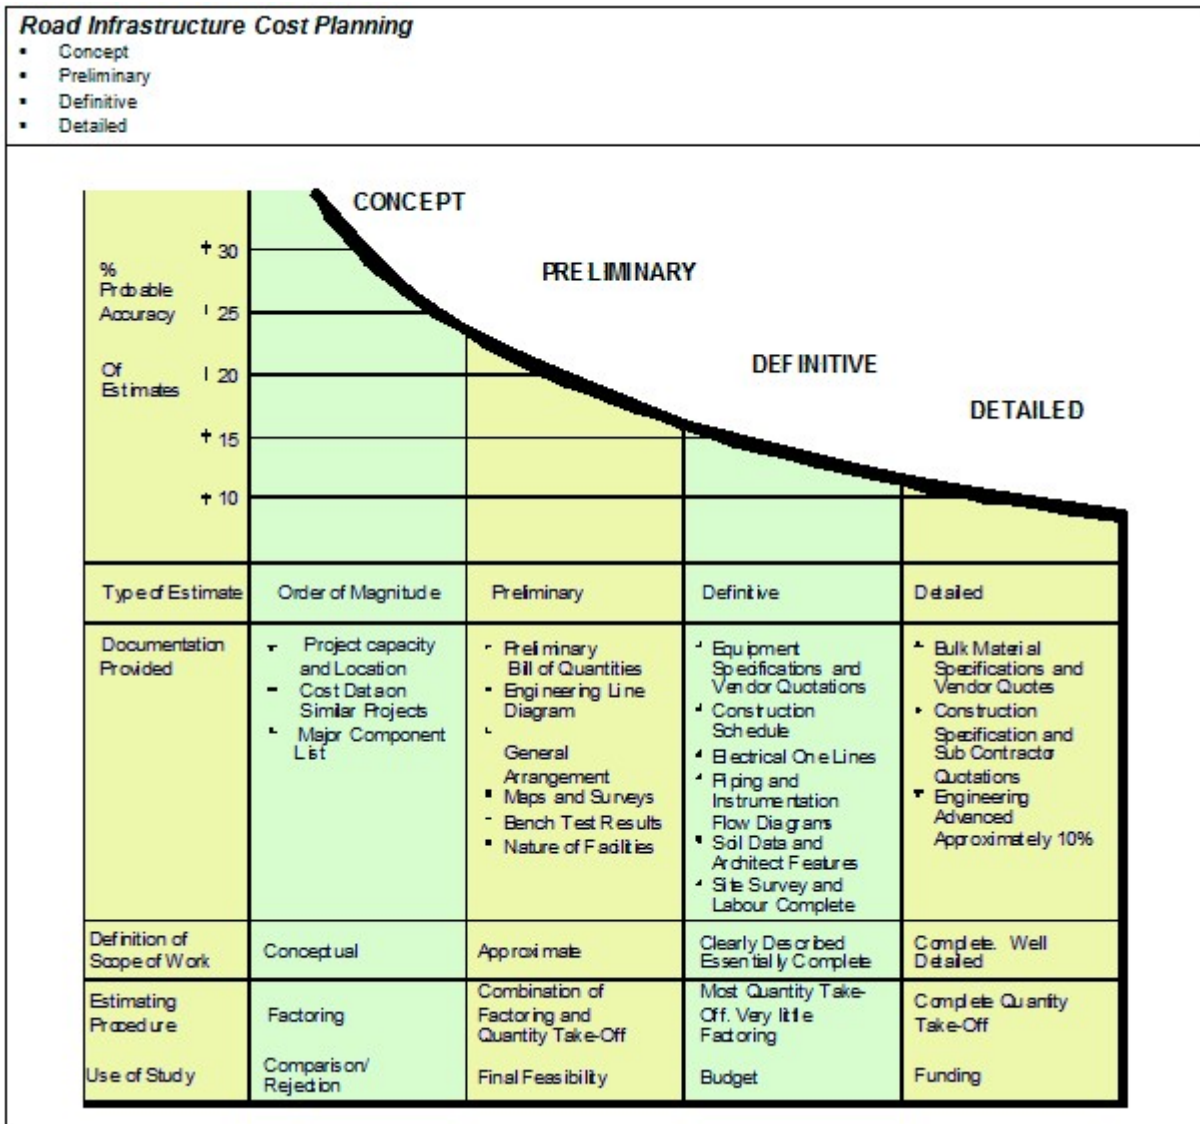 Road Infrastructure Cost Planning
▪ Concept
▪ Preliminary
▪ Definitive
▪ Detailed
CONCEPT
PRELIMINARY
DEFINITIVE
DETAILED
%
Probable
Accuracy
Of
Estimates
+ 30
25
20
+ 15
+ 10
Type of Estimate
Order of Magnitude
Preliminary
Definitive
Detailed
Documentation
Provided
Project capacity
and Location
Cost Data on
Similar Projects
Major Component
List
Preliminary
Bill of Quantities
Engineering Line
Diagram
General
Arrangement
Maps and Surveys
Bench Test Results
Nature of Facilities
Equipment
Specifications and
Vendor Quotations
Construction
Schedule
Electrical One Lines
Piping and
Instrumentation
Flow Diagrams
Soil Data and
Architect Features
Site Survey and
Labour Complete
Bulk Material
Specifications and
Vendor Quotes
Construction
Specification and
Sub Contractor
Quotations
Engineering
Advanced
Approximately 10%
Definition of
Scope of Work
Conceptual
Approximate
Clearly Described
Essentially Complete
Complete. Well
Detailed
Estimating
Procedure
Factoring
Combination of
Factoring and
Quantity Take-Off
Most Quantity Take-
Off. Very little
Factoring
Complete Quantity
Take-Off
Use of Study
Comparison/
Rejection
Final Feasibility
Budget
Funding